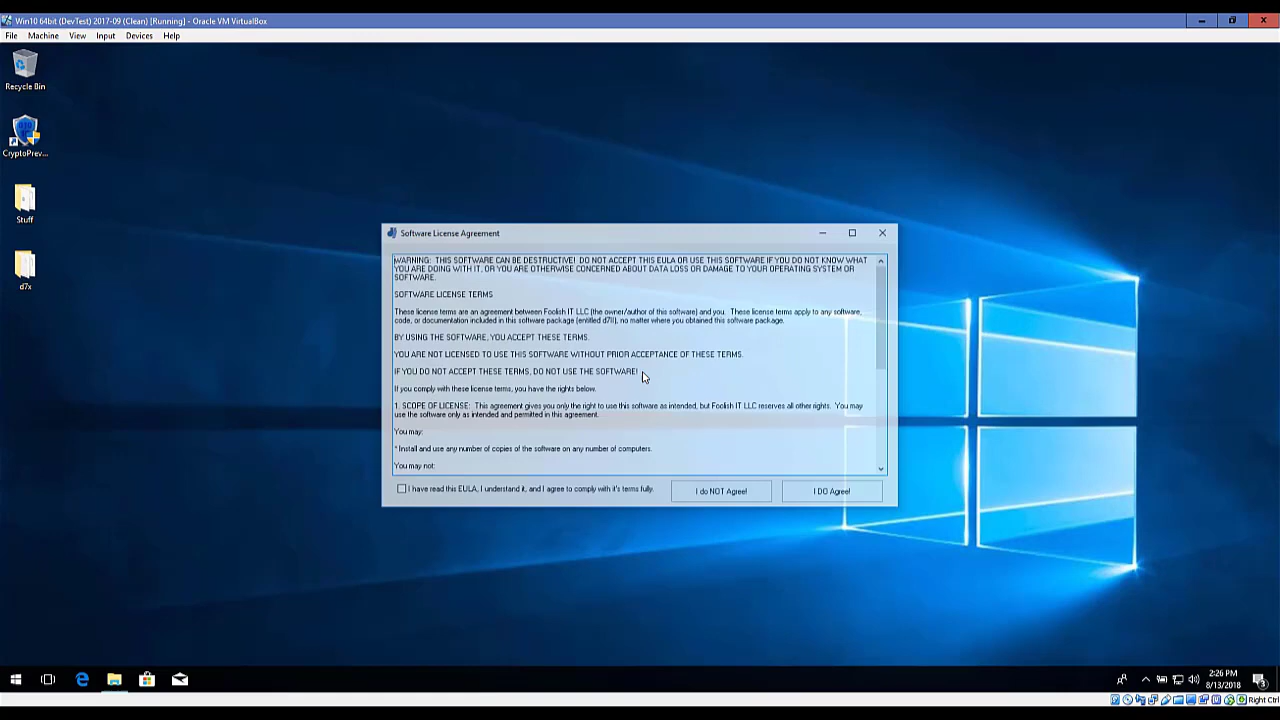 Win10 64bit (DevTest) 2017-09 (Clean) [Running] - Oracle VM VirtualBox
File Machine View Input Devices Help
Recycle Bin
CryptoPrev...
Stuff
d7x
Software License Agreement
WARNING: THIS SOFTWARE CAN BE DESTRUCTIVE! DO NOT ACCEPT THIS EULA OR USE THIS SOFTWARE IF YOU DO NOT KNOW WHAT
YOU ARE DOING WITH IT, OR YOU ARE OTHERWISE CONCERNED ABOUT DATA LOSS OR DAMAGE TO YOUR OPERATING SYSTEM OR
SOFTWARE.
SOFTWARE LICENSE TERMS
These license terms are an agreement between Foolish IT LLC (the owner/author of this software) and you. These license terms apply to any software,
code, or documentation included in this software package (entitled d7II), no matter where you obtained this software package.
BY USING THE SOFTWARE, YOU ACCEPT THESE TERMS.
YOU ARE NOT LICENSED TO USE THIS SOFTWARE WITHOUT PRIOR ACCEPTANCE OF THESE TERMS.
IF YOU DO NOT ACCEPT THESE TERMS, DO NOT USE THE SOFTWARE!
If you comply with these license terms, you have the rights below.
1. SCOPE OF LICENSE: This agreement gives you only the right to use this software as intended, but Foolish IT LLC reserves all other rights. You may
use the software only as intended and permitted in this agreement.
You may:
* Install and use any number of copies of the software on any number of computers.
You may not:
I have read this EULA, I understand it, and I agree to comply with it's terms fully.
I do NOT Agree!
I DO Agree!
2:26 PM
8/13/2018
3
Right Ctrl